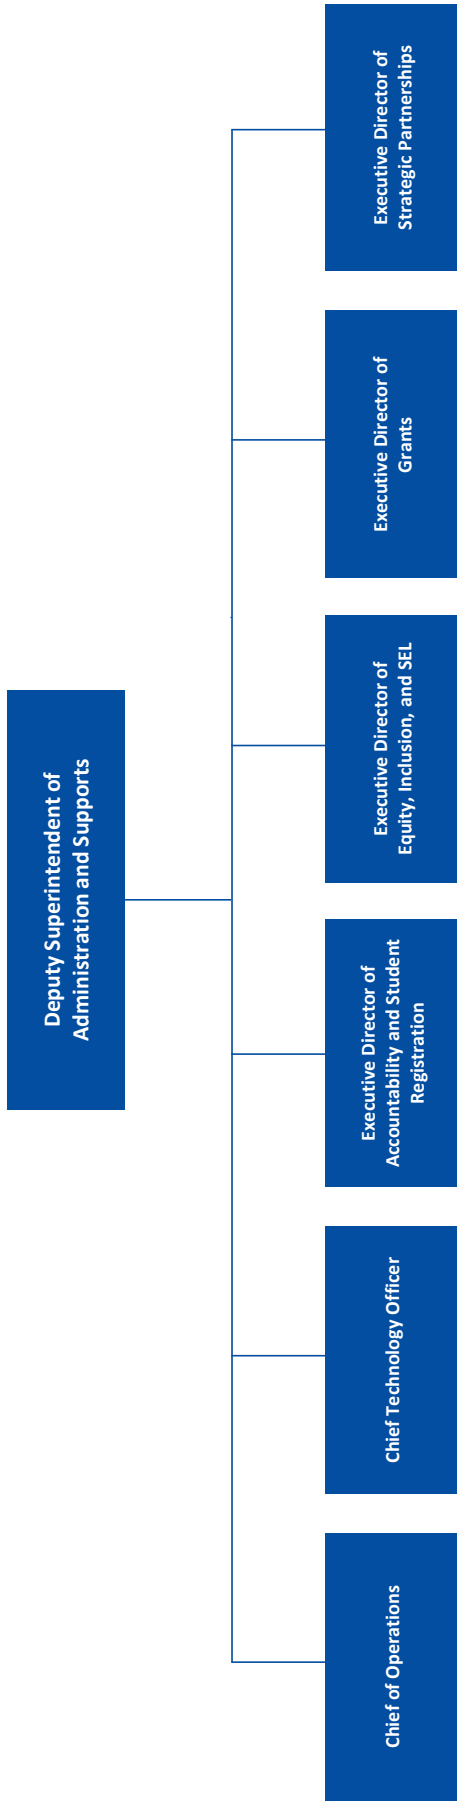 Deputy Superintendent of
Administration and Supports
Chief of Operations
Chief Technology Officer
Executive Director of
Accountability and Student
Registration
Executive Director of
Equity, Inclusion, and SEL
Executive Director of
Grants
Executive Director of
Strategic Partnerships